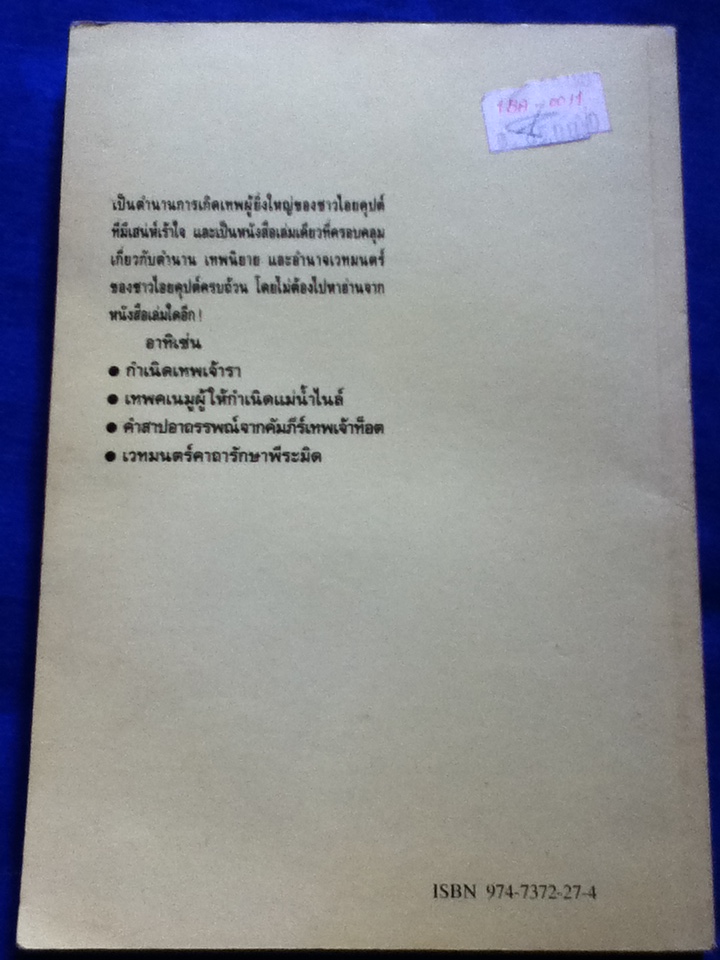 เป็นตำนานการเกิดเทพผู้ยิ่งใหญ่ของชาวไอยคุปต์
ที่มีเสน่ห์เร้าใจ และเป็นหนังสือเล่มเดียวที่ครอบคลุม
เกี่ยวกับตำนาน เทพนิยาย และอำนาจเวทมนตร์
ของชาวไอยคุปต์ครบถ้วน โดยไม่ต้องไปหาอ่านจาก
หนังสือเล่มใดอีก!
อาทิเช่น
● กำเนิดเทพเจ้ารา
● เทพคเนมูผู้ให้กำเนิดแม่น้ำไนล์
● คำสาปอาถรรพณ์จากคัมภีร์เทพเจ้าท็อต
● เวทมนตร์คาถารักษาพีระมิด
ISBN 974-7372-27-4